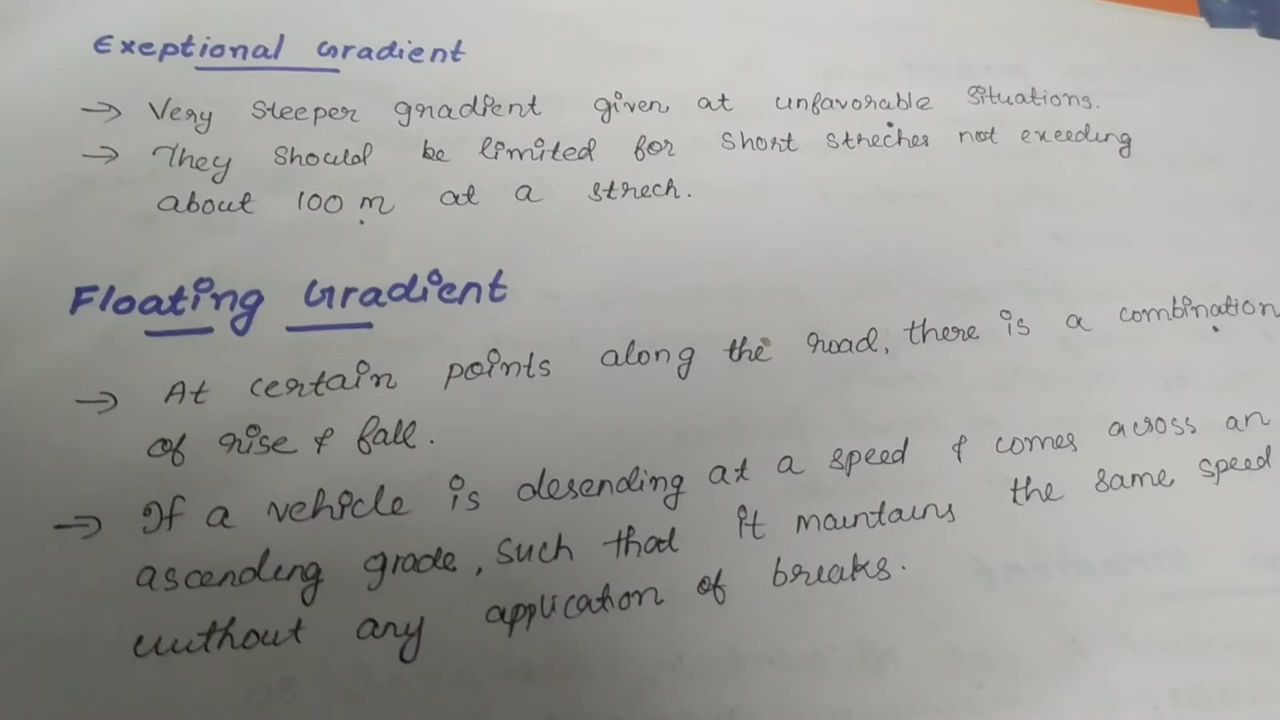 Exeptional Gradient
→ Very steeper gradient given at unfavorable situations.
→ They should be limited for short streches not exeeding
about 100 m at a strech.
Floating Gradient
→ At certain points along the road, there is a combination
of rise & fall.
→ If a vehicle is desending at a speed & comes across an
ascending grade, such that it maintains the same speed
without any application of breaks.